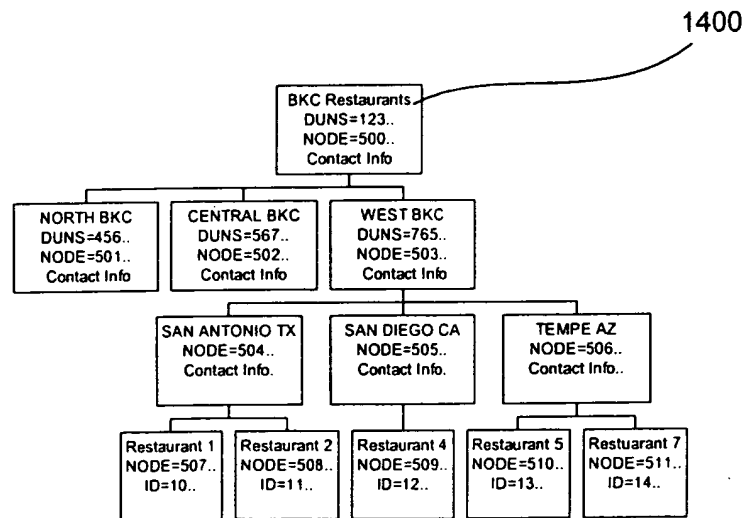 1400
BKC Restaurants
DUNS=123..
NODE=500..
Contact Info
NORTH BKC
DUNS=456..
NODE=501..
Contact Info
CENTRAL BKC
DUNS=567..
NODE=502..
Contact Info
WEST BKC
DUNS=765..
NODE=503..
Contact Info
SAN ANTONIO TX
NODE=504..
Contact Info.
SAN DIEGO CA
NODE=505..
Contact Info.
TEMPE AZ
NODE=506..
Contact Info..
Restaurant 1
NODE=507..
ID=10..
Restaurant 2
NODE=508..
ID=11..
Restaurant 4
NODE=509..
ID=12..
Restaurant 5
NODE=510..
ID=13..
Restuarant 7
NODE=511..
ID=14..